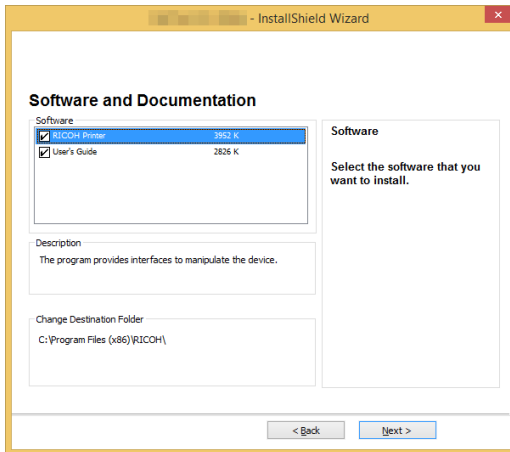 - InstallShield Wizard
Software and Documentation
Software
RICOH Printer 3952 K
User's Guide 2826 K
Description
The program provides interfaces to manipulate the device.
Change Destination Folder
C:\Program Files (x86)\RICOH\
Software
Select the software that you
want to install.
< Back
Next >